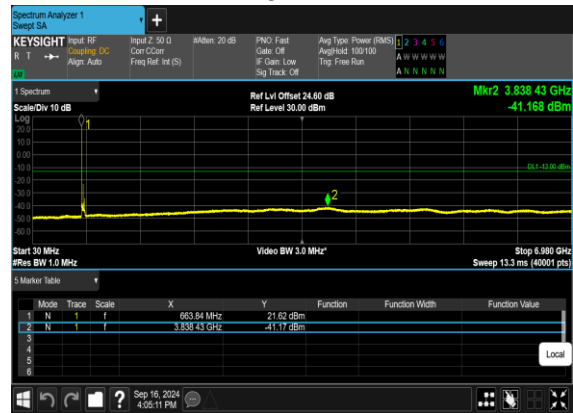 Spectrum Analyzer 1
Swept SA
+
KEYSIGHT Input: RF Input Z: 50 Ω #Atten: 20 dB PNO: Fast Avg Type: Power (RMS) 1 2 3 4 5 6
R T Coupling: DC Corr CCorr Gate: Off Avg|Hold: 100/100 A W W W W W
Align: Auto Freq Ref: Int (S) IF Gain: Low Trig: Free Run
LW Sig Track: Off A N N N N N
1 Spectrum Ref Lvl Offset 24.60 dB Mkr2 3.838 43 GHz
Scale/Div 10 dB Ref Level 30.00 dBm -41.168 dBm
Log
1
20.0
10.0
0.00
-10.0
DL1 -13.00 dBm
-20.0
-30.0
2
-40.0
-50.0
-60.0
Start 30 MHz Video BW 3.0 MHz* Stop 6.980 GHz
#Res BW 1.0 MHz Sweep 13.3 ms (40001 pts)
5 Marker Table
Mode Trace Scale X Y Function Function Width Function Value
1 N 1 f 663.84 MHz 21.62 dBm
2 N 1 f 3.838 43 GHz -41.17 dBm
3
4
5
6
Local
? Sep 16, 2024
4:05:11 PM